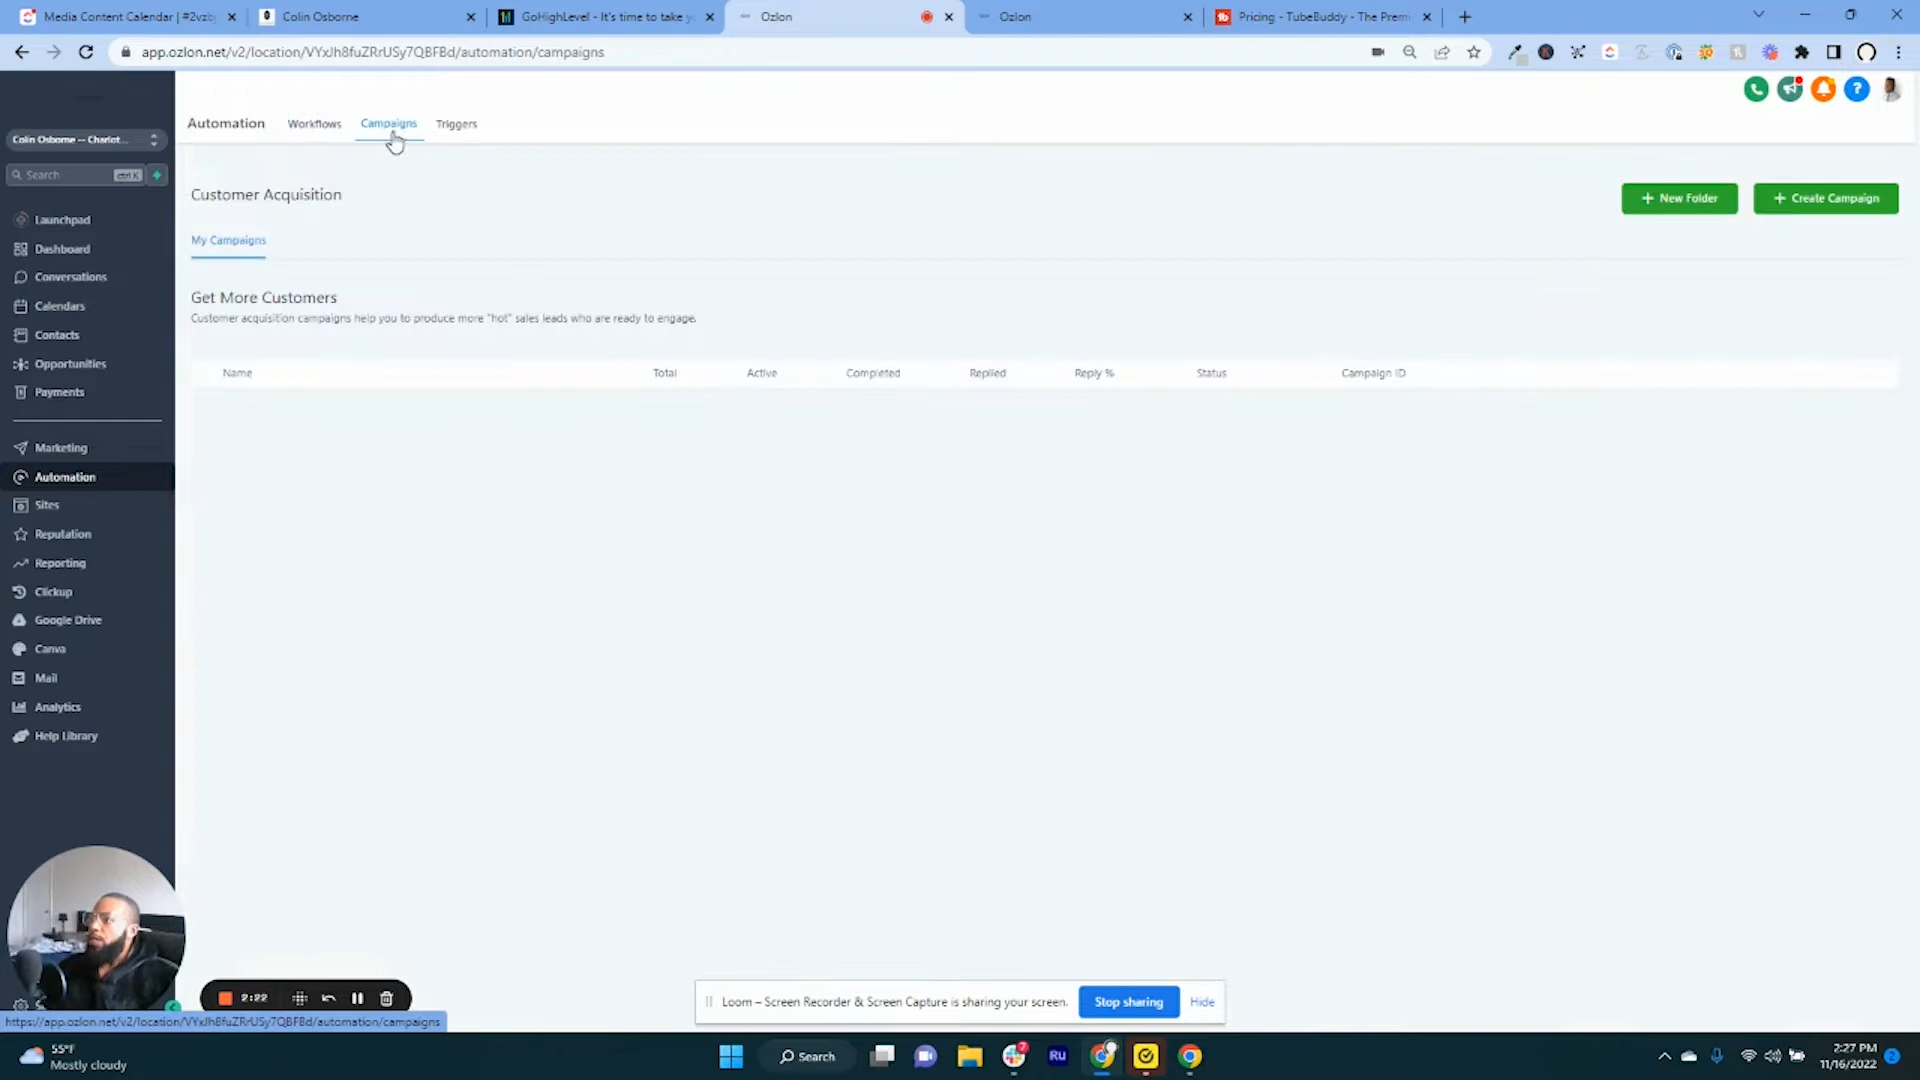 Media Content Calendar | #2vzb
Colin Osborne
GoHighLevel - It's time to take y
Ozlon
Ozlon
Pricing - TubeBuddy - The Premi
app.ozlon.net/v2/location/VYxJh8fuZRrUSy7QBFBd/automation/campaigns
Automation
Workflows
Campaigns
Triggers
Colin Osborne -- Charlot...
Search
ctrl K
Launchpad
Dashboard
Conversations
Calendars
Contacts
Opportunities
Payments
Marketing
Automation
Sites
Reputation
Reporting
Clickup
Google Drive
Canva
Mail
Analytics
Help Library
Customer Acquisition
New Folder
Create Campaign
My Campaigns
Get More Customers
Customer acquisition campaigns help you to produce more "hot" sales leads who are ready to engage.
Name Total Active Completed Replied Reply % Status Campaign ID
2:22
Loom – Screen Recorder & Screen Capture is sharing your screen.
Stop sharing
Hide
https://app.ozlon.net/v2/location/VYxJh8fuZRrUSy7QBFBd/automation/campaigns
55°F
Mostly cloudy
Search
7
Ru
2:27 PM
11/16/2022
2